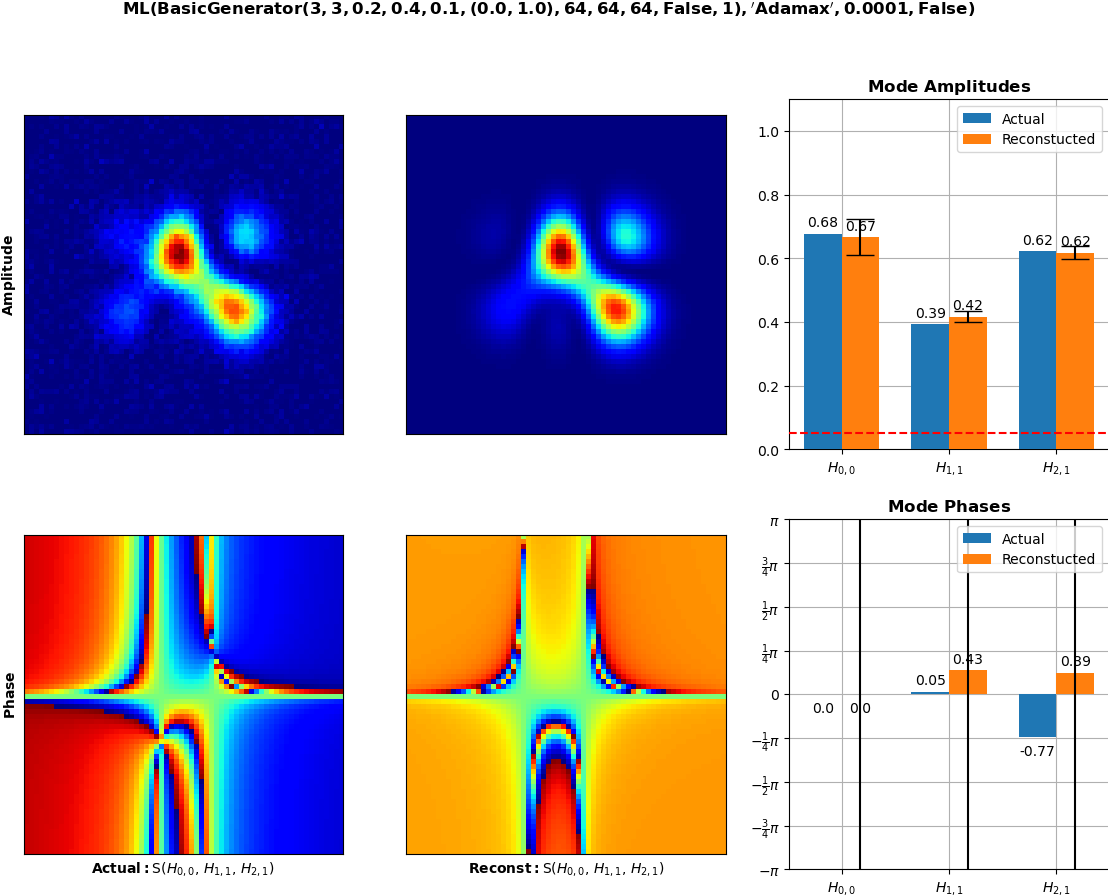 ML(BasicGenerator(3, 3, 0.2, 0.4, 0.1, (0.0, 1.0), 64, 64, 64, False, 1), ′Adamax′, 0.0001, False)
Amplitude
Mode Amplitudes
Actual
Reconstucted
1.0
0.8
0.6
0.4
0.2
0.0
0.68
0.67
0.39
0.42
0.62
0.62
H0,0
H1,1
H2,1
Phase
Actual: S(H0,0, H1,1, H2,1)
Reconst: S(H0,0, H1,1, H2,1)
Mode Phases
Actual
Reconstucted
π
3/4π
1/2π
1/4π
0
−1/4π
−1/2π
−3/4π
−π
0.0
0.0
0.05
0.43
-0.77
0.39
H0,0
H1,1
H2,1